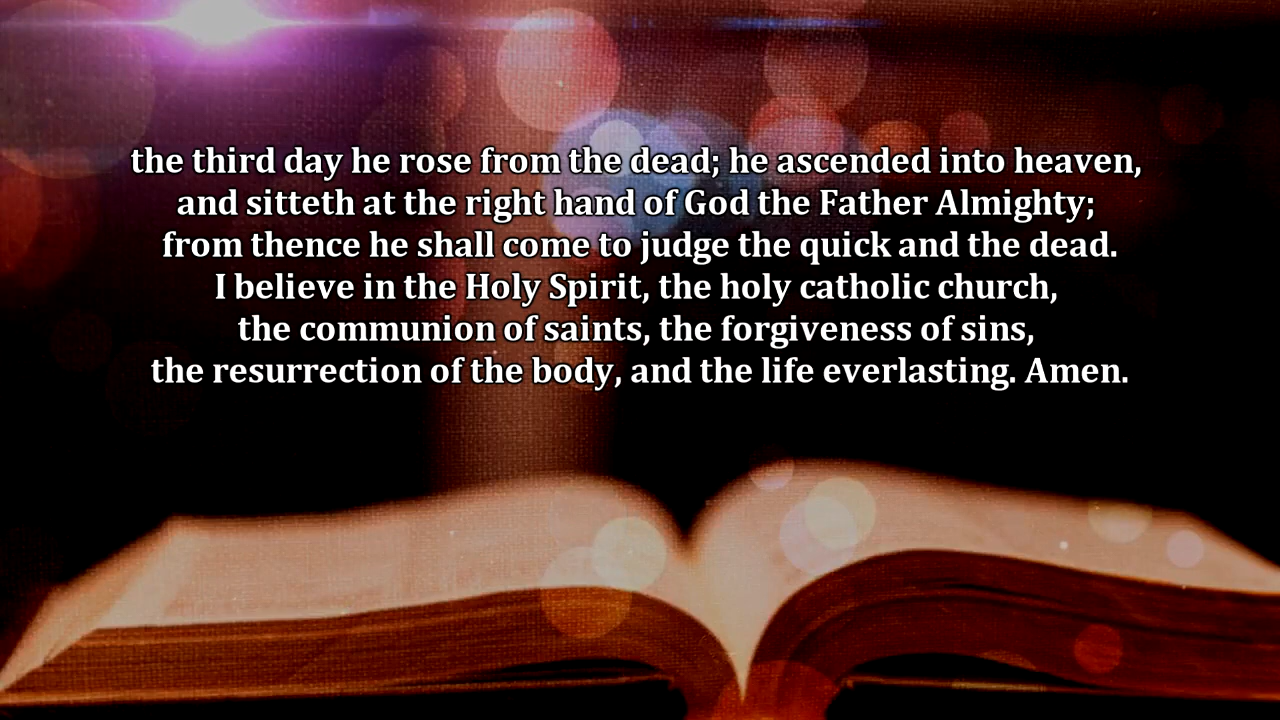 the third day he rose from the dead; he ascended into heaven,
and sitteth at the right hand of God the Father Almighty;
from thence he shall come to judge the quick and the dead.
I believe in the Holy Spirit, the holy catholic church,
the communion of saints, the forgiveness of sins,
the resurrection of the body, and the life everlasting. Amen.